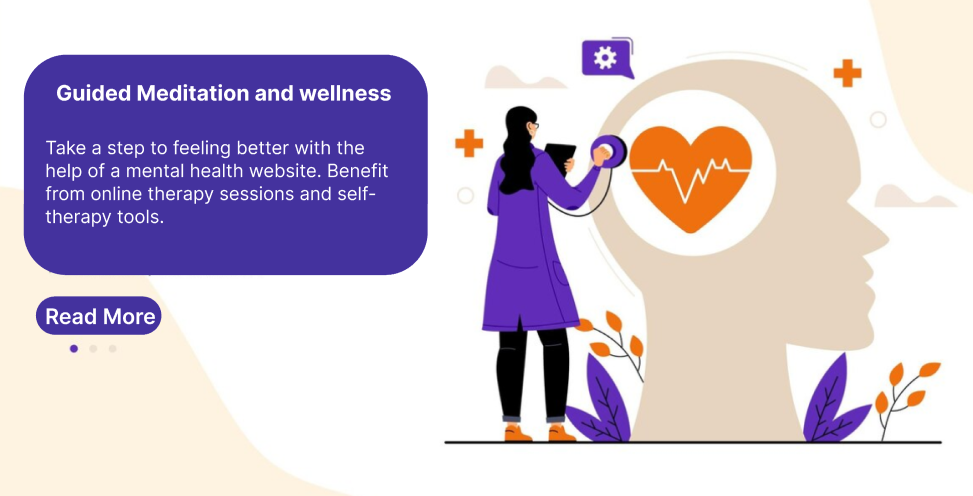 Guided Meditation and wellness
Take a step to feeling better with the
help of a mental health website. Benefit
from online therapy sessions and self-
therapy tools.
Read More